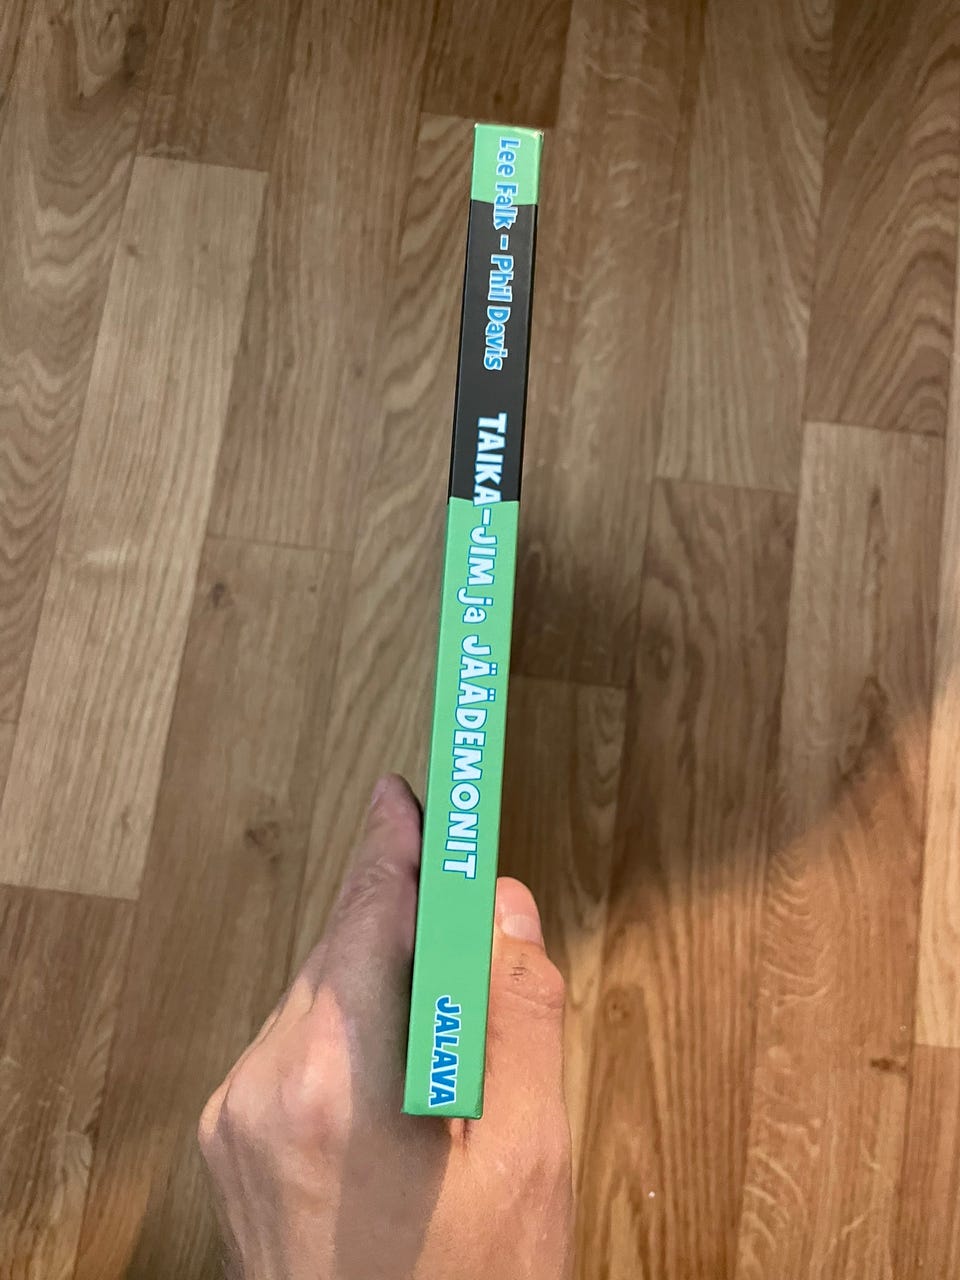 Lee Falk - Phil Davis
TAIKA-JIM ja JÄÄDEMONIT
JALAVA